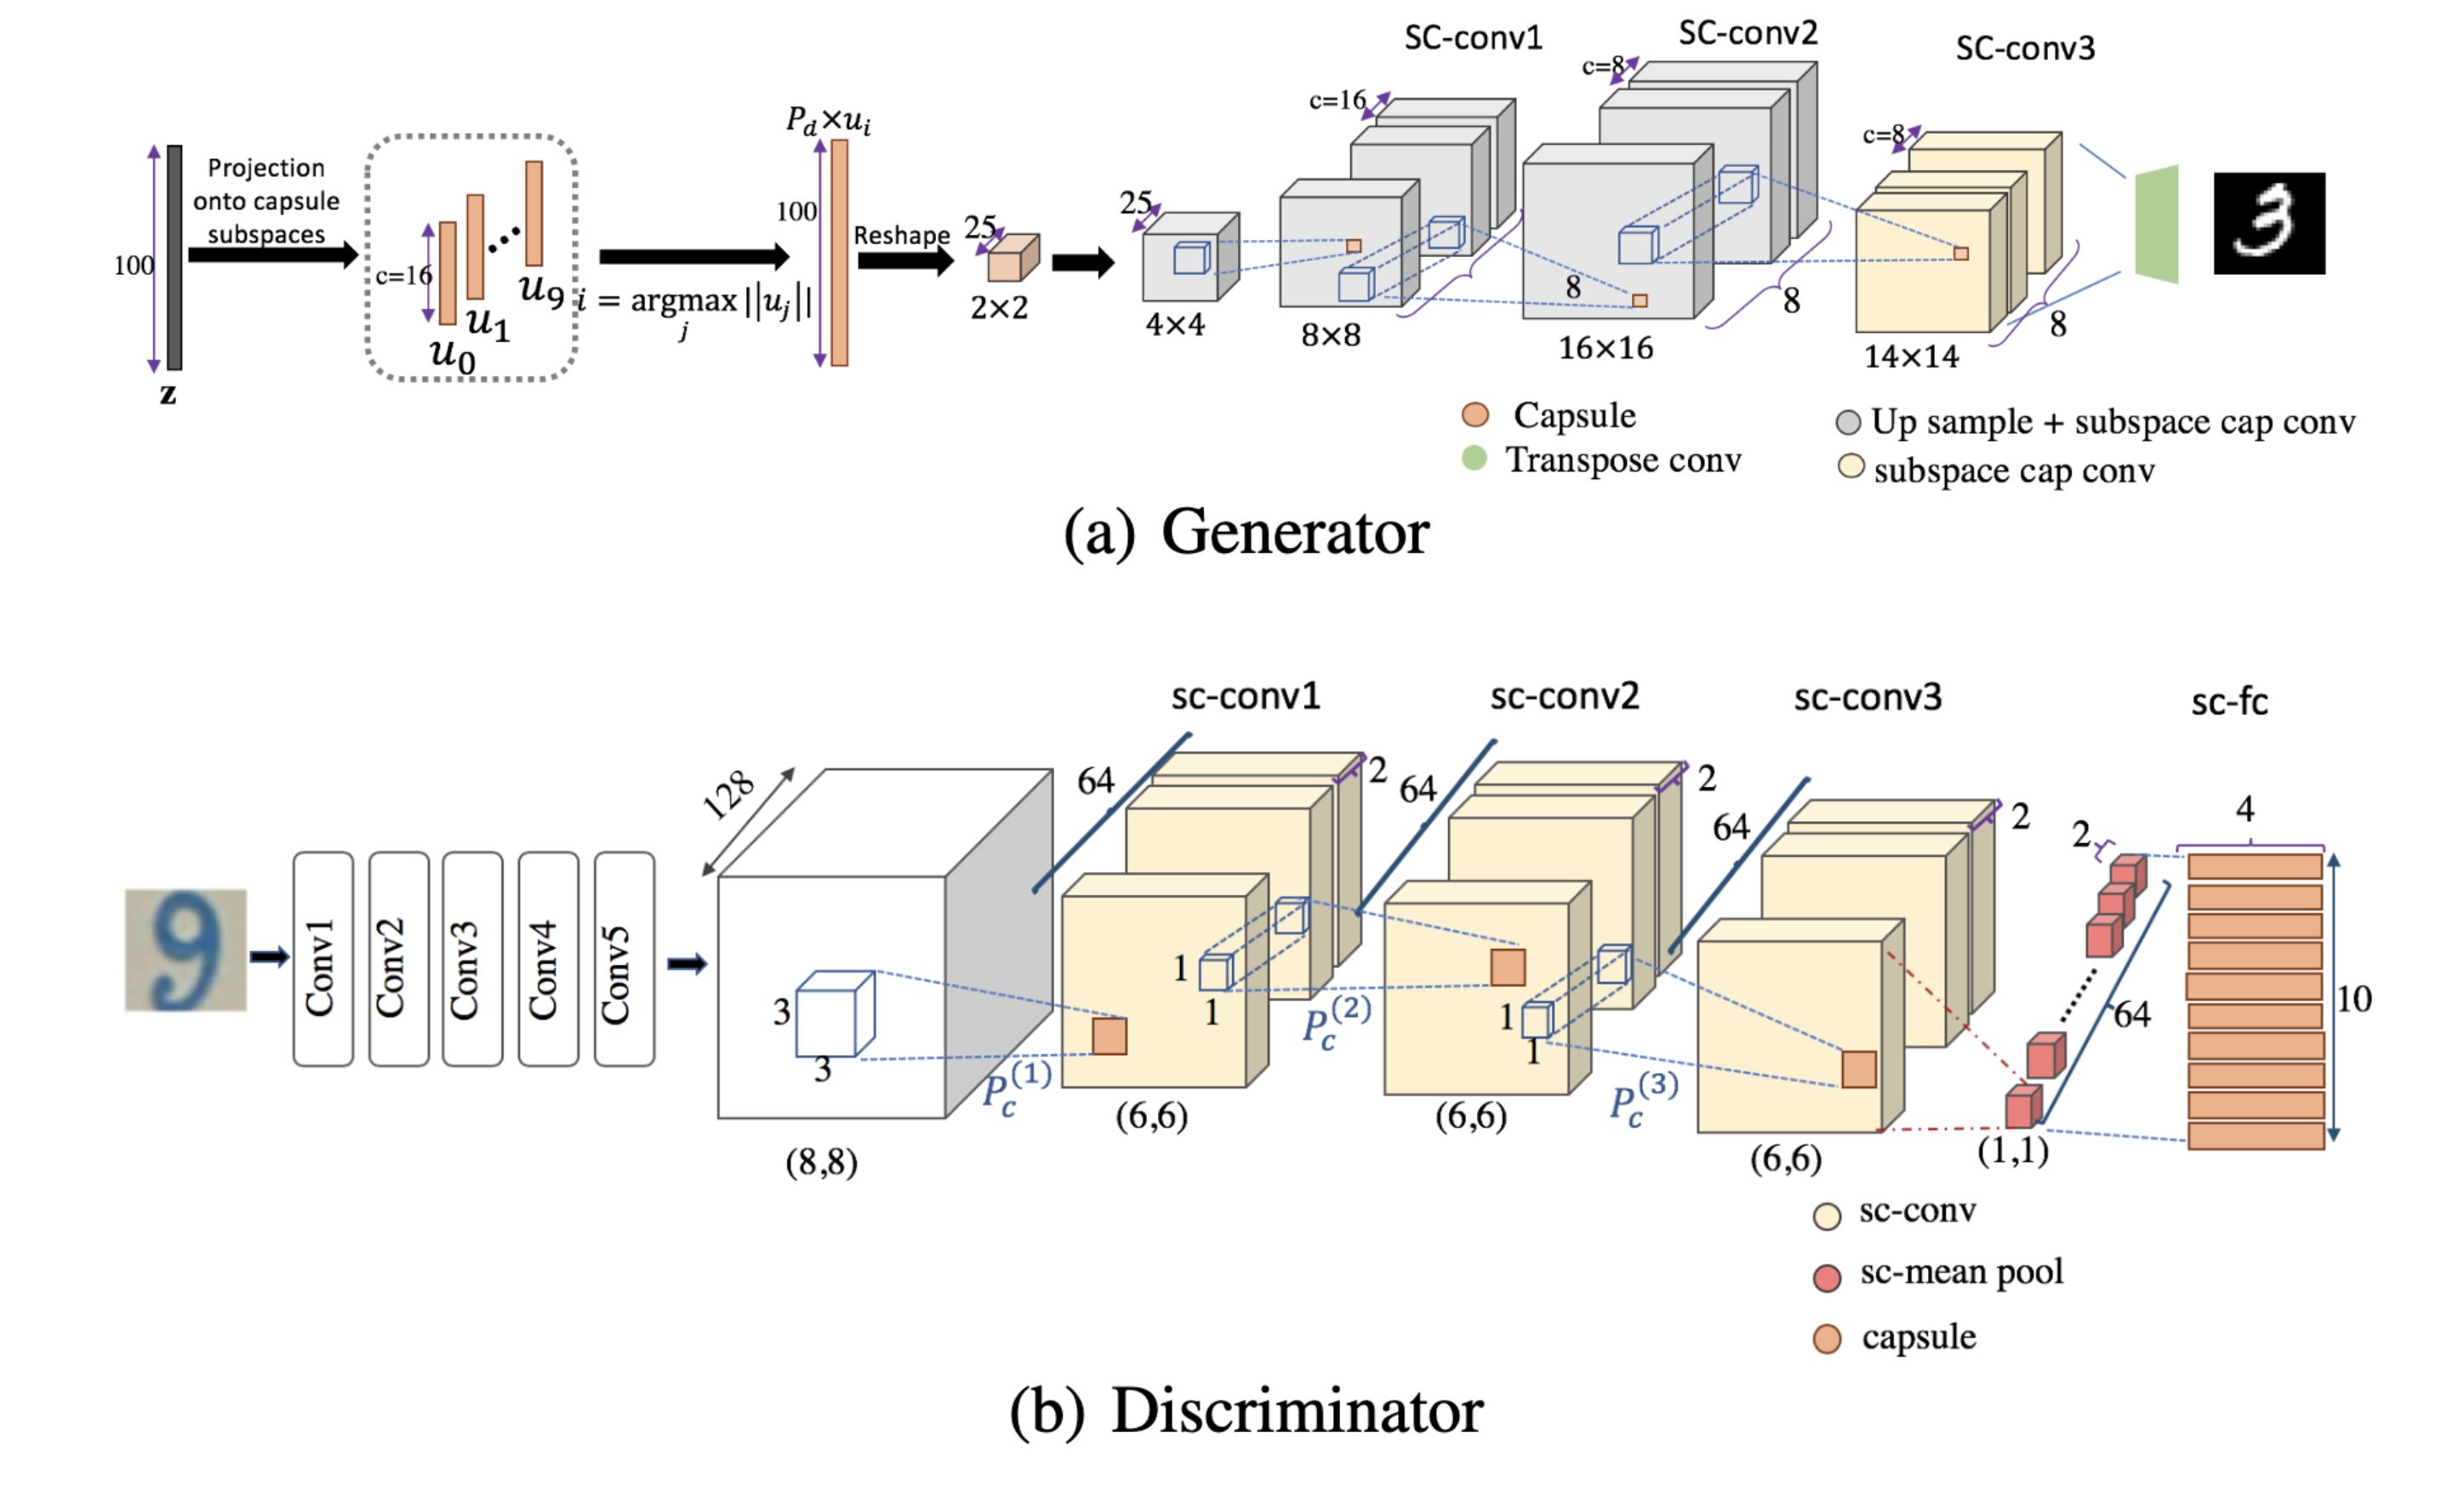 SC-conv1
SC-conv2
SC-conv3
c=16
c=8
c=8
P_d×u_i
Projection
onto capsule
subspaces
100
c=16
u_0
u_1
u_9
z
i = argmax ||u_j||
j
100
Reshape
25
2×2
25
4×4
8×8
8
8
16×16
8
14×14
Capsule
Transpose conv
Up sample + subspace cap conv
subspace cap conv
(a) Generator
sc-conv1
sc-conv2
sc-conv3
sc-fc
Conv1
Conv2
Conv3
Conv4
Conv5
128
3
3
(8,8)
P_c^(1)
64
2
1
1
(6,6)
P_c^(2)
64
2
1
1
(6,6)
P_c^(3)
64
2
(6,6)
2
64
(1,1)
4
10
sc-conv
sc-mean pool
capsule
(b) Discriminator
3
9